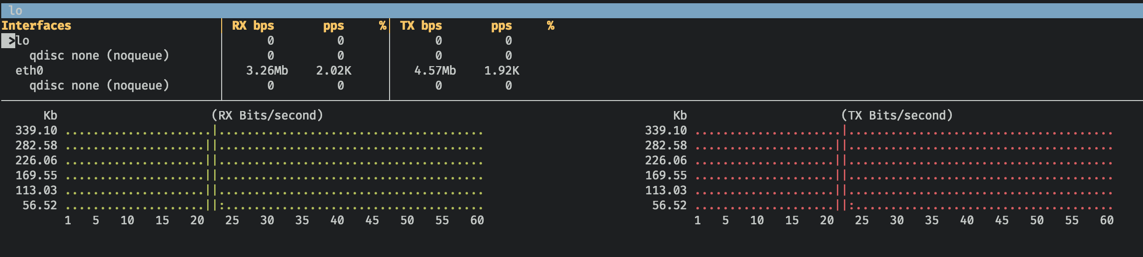 lo
Interfaces RX bps pps % TX bps pps %
>lo 0 0 0 0
qdisc none (noqueue) 0 0 0 0
eth0 3.26Mb 2.02K 4.57Mb 1.92K
qdisc none (noqueue) 0 0 0 0
Kb (RX Bits/second) Kb (TX Bits/second)
339.10 .....................|...................................... 339.10 .....................|......................................
282.58 ....................||...................................... 282.58 ....................||......................................
226.06 ....................||...................................... 226.06 ....................||......................................
169.55 ....................||...................................... 169.55 ....................||......................................
113.03 ....................||...................................... 113.03 ....................||......................................
56.52 ....................||:..................................... 56.52 ....................||:.....................................
1 5 10 15 20 25 30 35 40 45 50 55 60 1 5 10 15 20 25 30 35 40 45 50 55 60